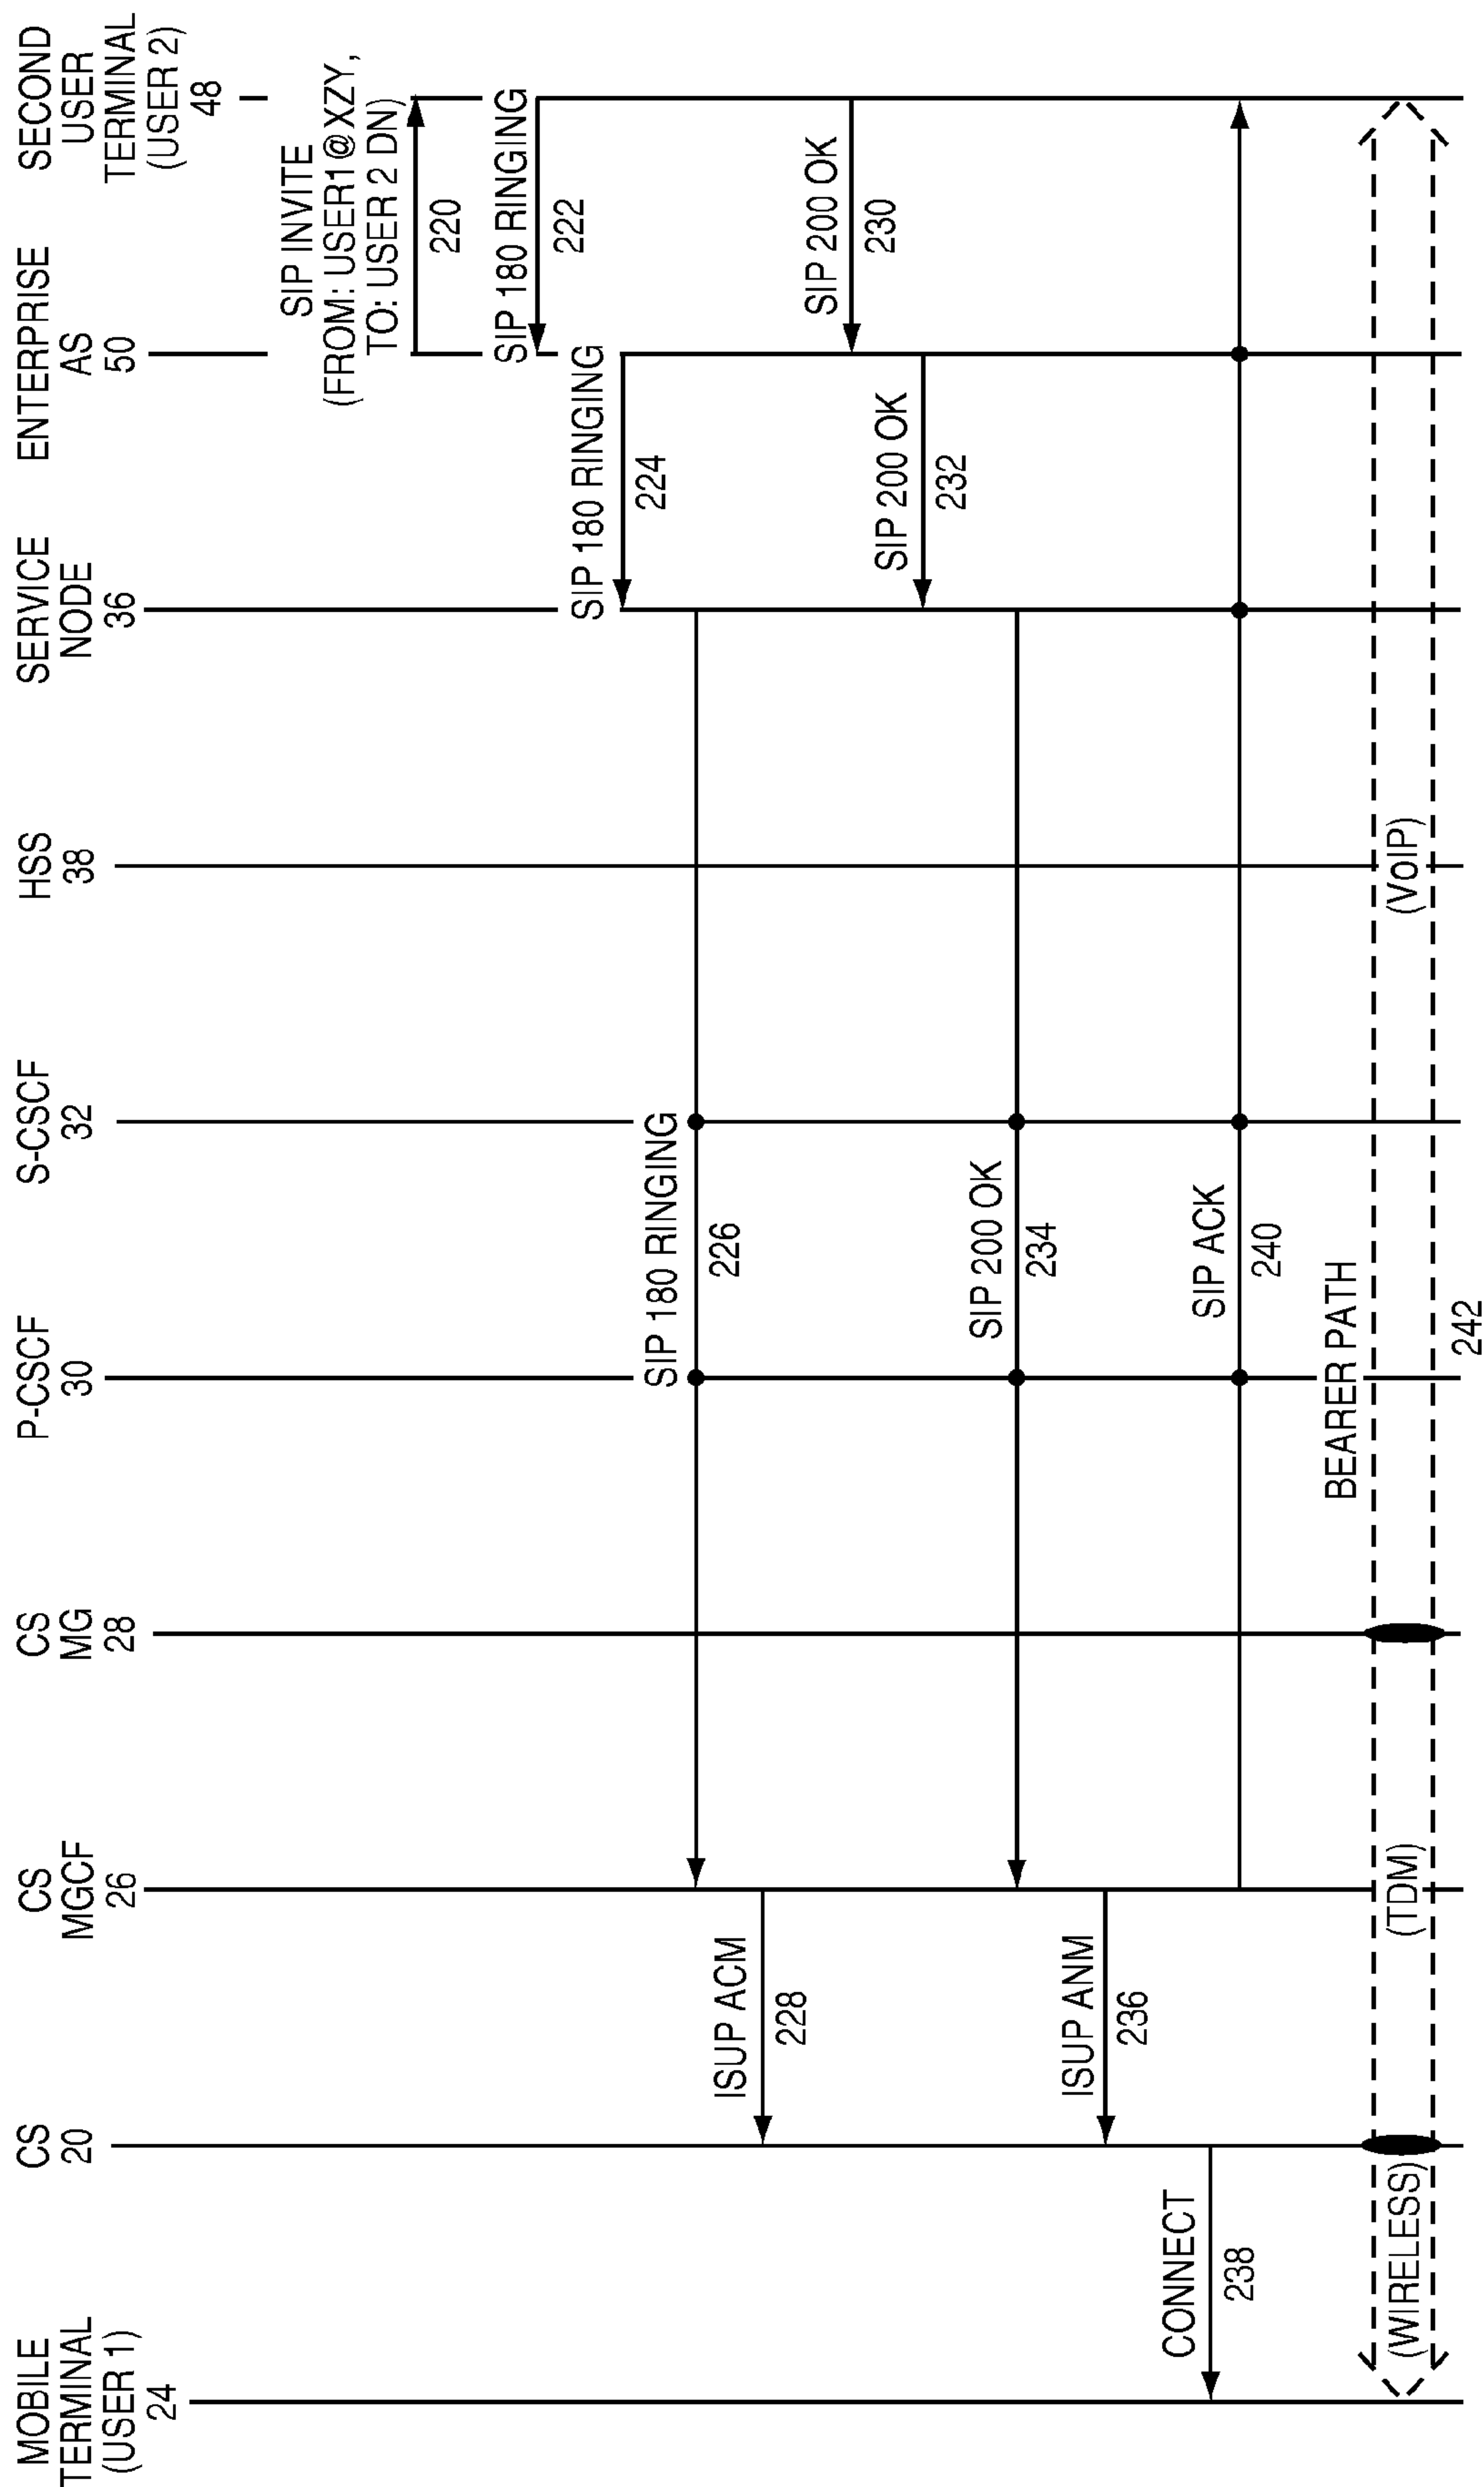 MOBILE
TERMINAL
(USER 1)
24
CS
20
CS
MGCF
26
CS
MG
28
P-CSCF
30
S-CSCF
32
HSS
38
SERVICE
NODE
36
ENTERPRISE
AS
50
SECOND
USER
TERMINAL
(USER 2)
48
SIP INVITE
(FROM: USER1@XZY,
TO: USER 2 DN)
220
SIP 180 RINGING
222
SIP 180 RINGING
224
SIP 180 RINGING
226
ISUP ACM
228
SIP 200 OK
230
SIP 200 OK
232
SIP 200 OK
234
ISUP ANM
236
CONNECT
238
SIP ACK
240
BEARER PATH
(WIRELESS)
(TDM)
(VoIP)
242